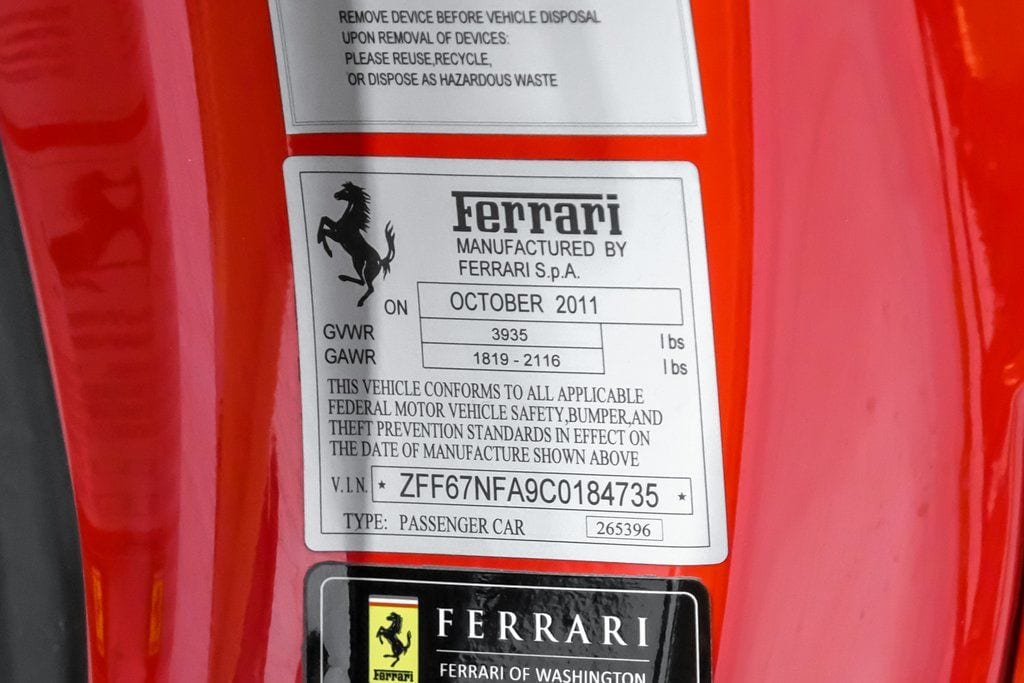 REMOVE DEVICE BEFORE VEHICLE DISPOSAL
UPON REMOVAL OF DEVICES:
PLEASE REUSE,RECYCLE,
OR DISPOSE AS HAZARDOUS WASTE
Ferrari
MANUFACTURED BY
FERRARI S.p.A.
ON OCTOBER 2011
GVWR 3935 lbs
GAWR 1819 - 2116 lbs
THIS VEHICLE CONFORMS TO ALL APPLICABLE
FEDERAL MOTOR VEHICLE SAFETY,BUMPER,AND
THEFT PREVENTION STANDARDS IN EFFECT ON
THE DATE OF MANUFACTURE SHOWN ABOVE
V.I.N. * ZFF67NFA9C0184735 *
TYPE: PASSENGER CAR 265396
FERRARI
Ferrari
FERRARI OF WASHINGTON